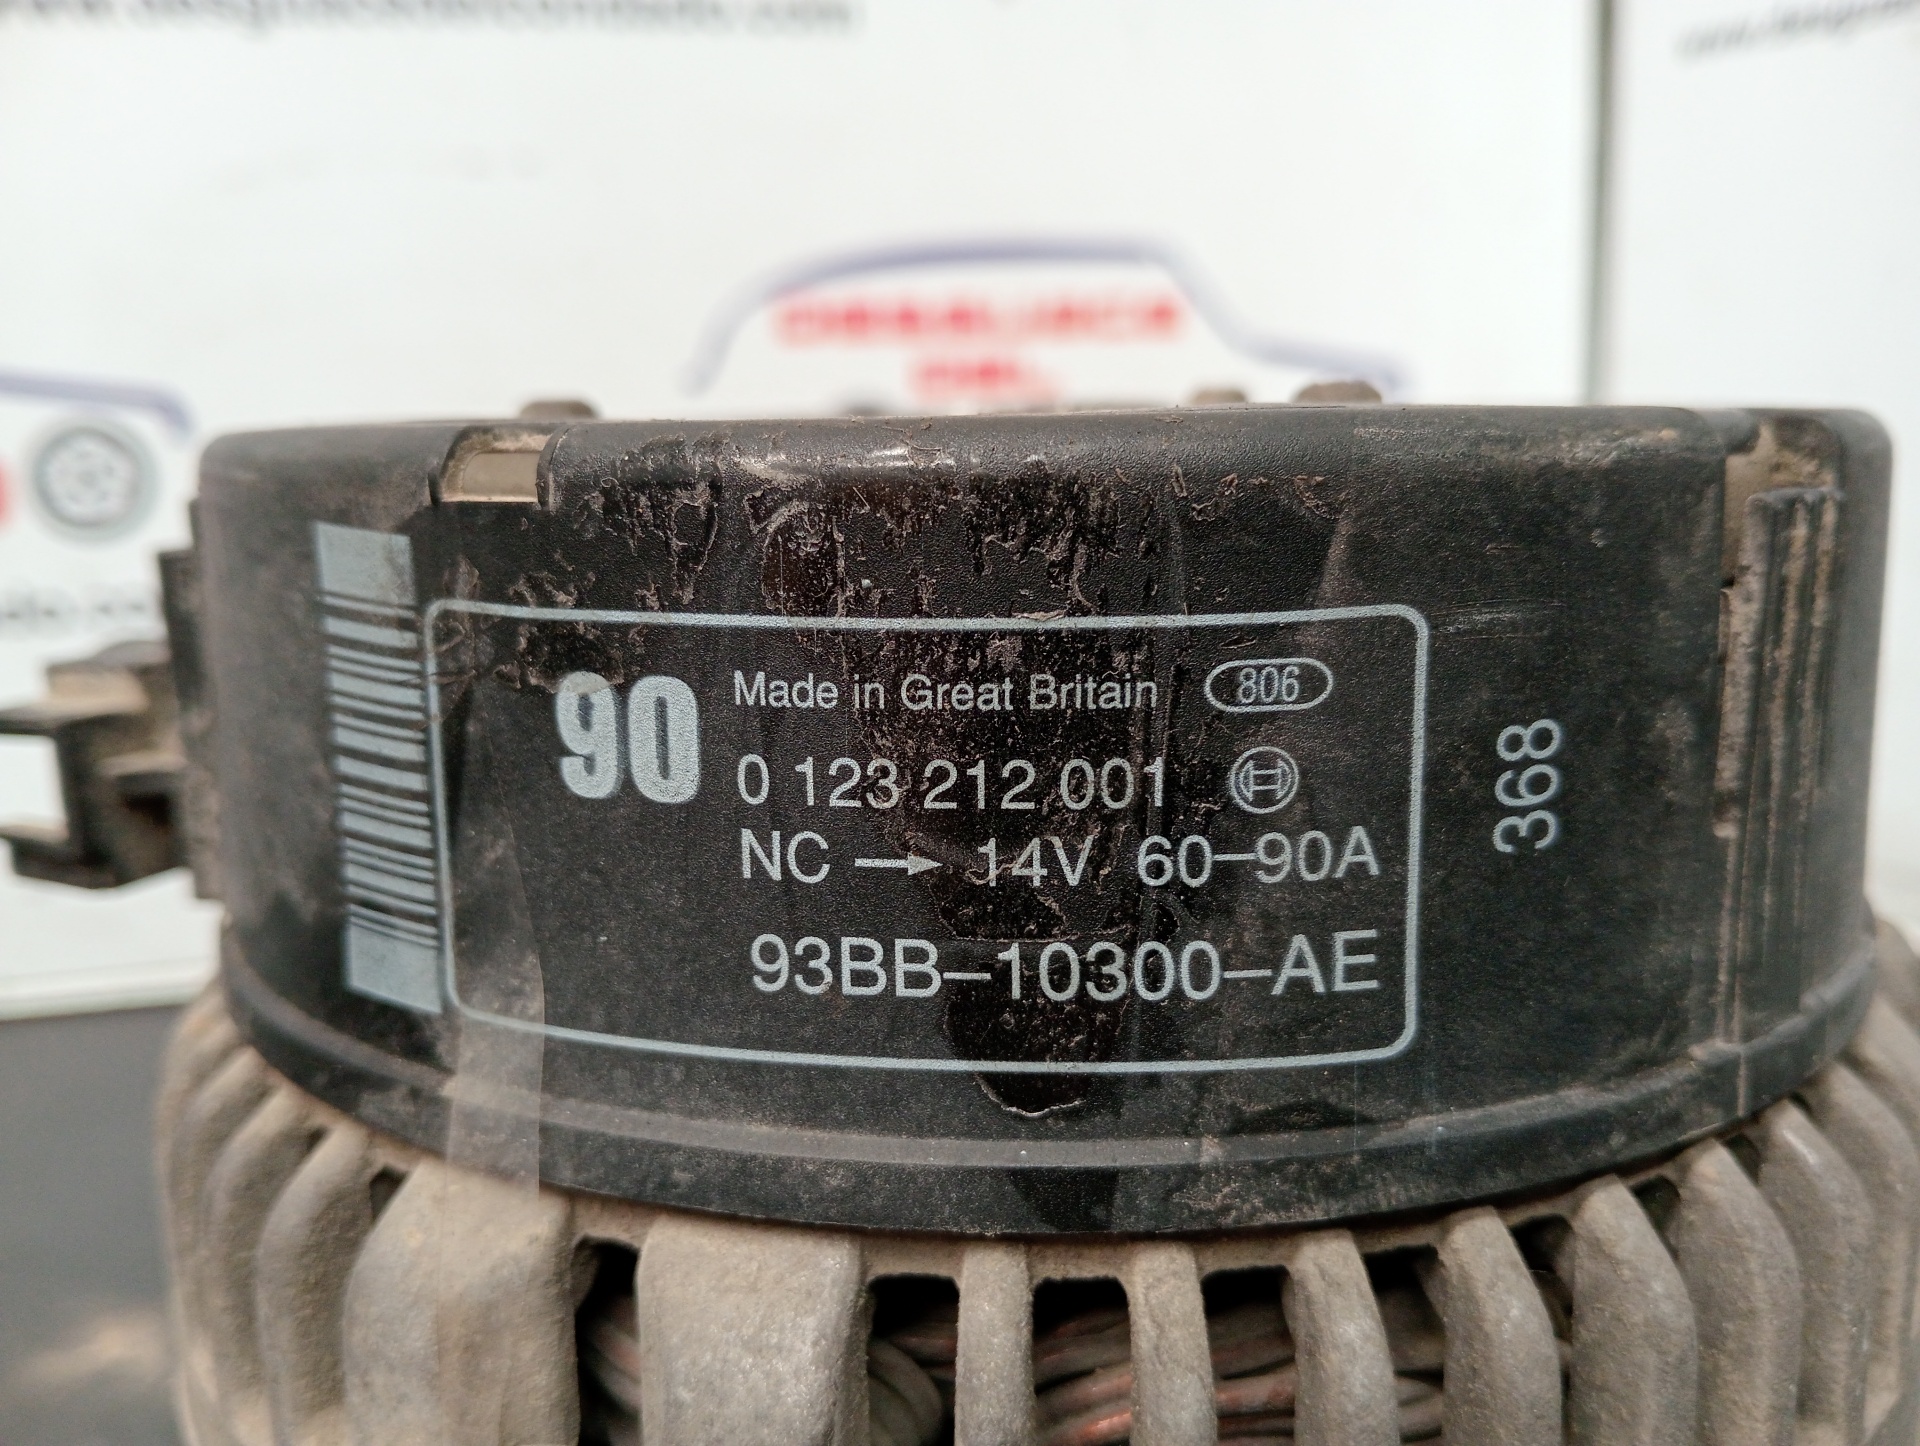 90
Made in Great Britain 806
0 123 212 001
NC → 14V 60-90A
93BB-10300-AE
368